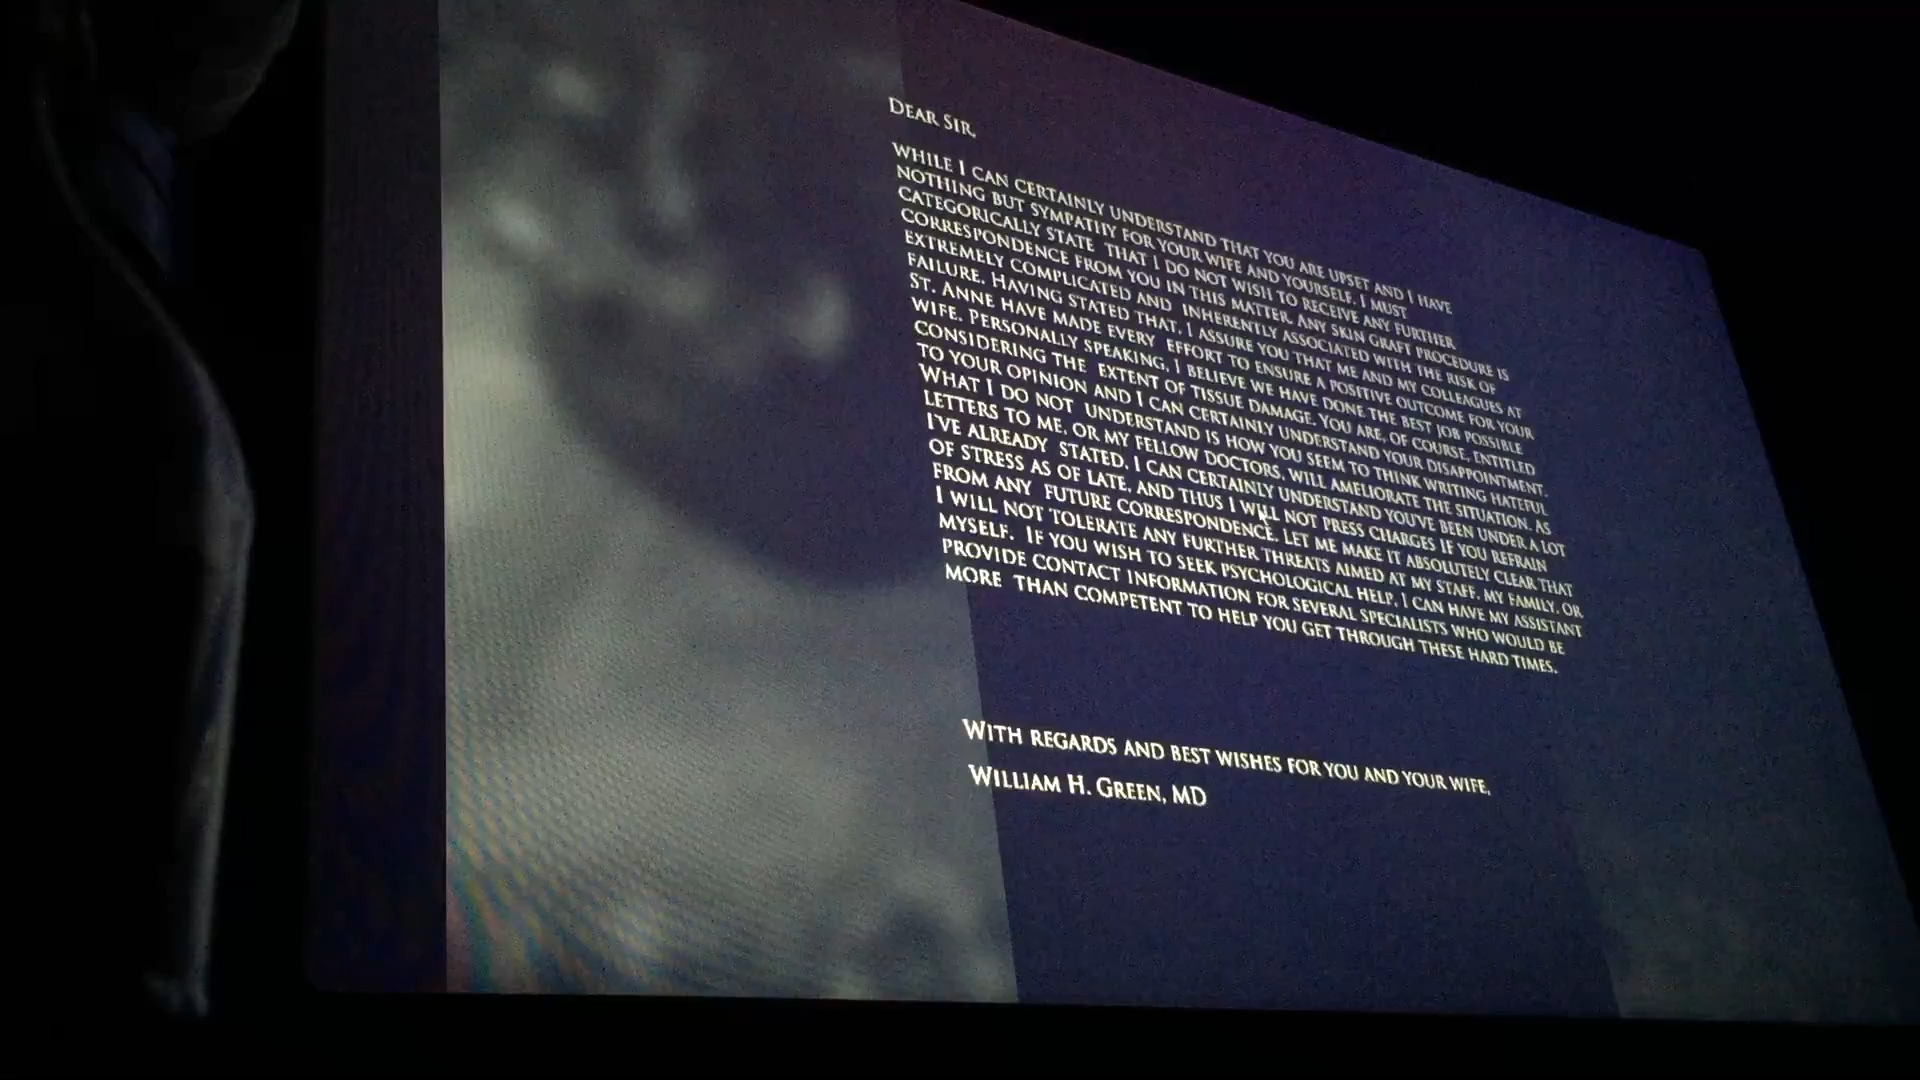 Dear Sir,
While I can certainly understand that you are upset and I have
nothing but sympathy for your wife and yourself, I must
categorically state that I do not wish to receive any further
correspondence from you in this matter. Any skin graft procedure is
extremely complicated and inherently associated with the risk of
failure. Having stated that, I assure you that me and my colleagues at
St. Anne have made every effort to ensure a positive outcome for your
wife. Personally speaking, I believe we have done the best job possible
considering the extent of tissue damage. You are, of course, entitled
to your opinion and I can certainly understand your disappointment.
What I do not understand is how you seem to think writing hateful
letters to me, or my fellow doctors, will ameliorate the situation. As
I've already stated, I can certainly understand you've been under a lot
of stress as of late, and thus I will not press charges if you refrain
from any future correspondence. Let me make it absolutely clear that
I will not tolerate any further threats aimed at my staff, my family, or
myself. If you wish to seek psychological help, I can have my assistant
provide contact information for several specialists who would be
more than competent to help you get through these hard times.
With regards and best wishes for you and your wife,
William H. Green, MD